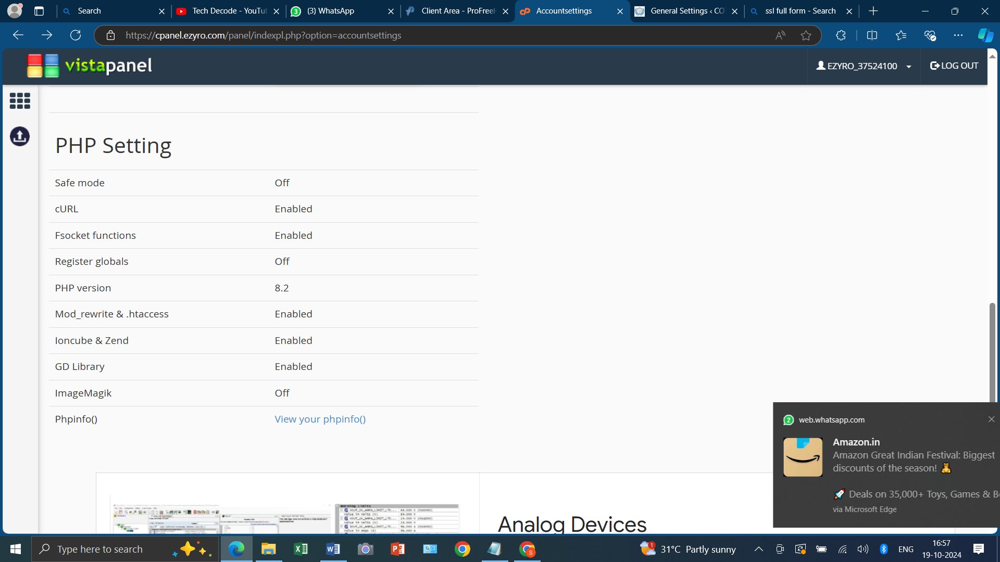 Search
Tech Decode - YouTu
(3) WhatsApp
Client Area - ProFreeH
Accountsettings
General Settings ‹ CO
ssl full form - Search
https://cpanel.ezyro.com/panel/indexpl.php?option=accountsettings
vistapanel
EZYRO_37524100
LOG OUT
PHP Setting
Safe mode Off
cURL Enabled
Fsocket functions Enabled
Register globals Off
PHP version 8.2
Mod_rewrite & .htaccess Enabled
Ioncube & Zend Enabled
GD Library Enabled
ImageMagik Off
Phpinfo() View your phpinfo()
2 web.whatsapp.com
Amazon.in
Amazon Great Indian Festival: Biggest
discounts of the season! 🧸
🚀 Deals on 35,000+ Toys, Games & B
via Microsoft Edge
Analog Devices
Type here to search
1
31°C Partly sunny
ENG
16:57
19-10-2024